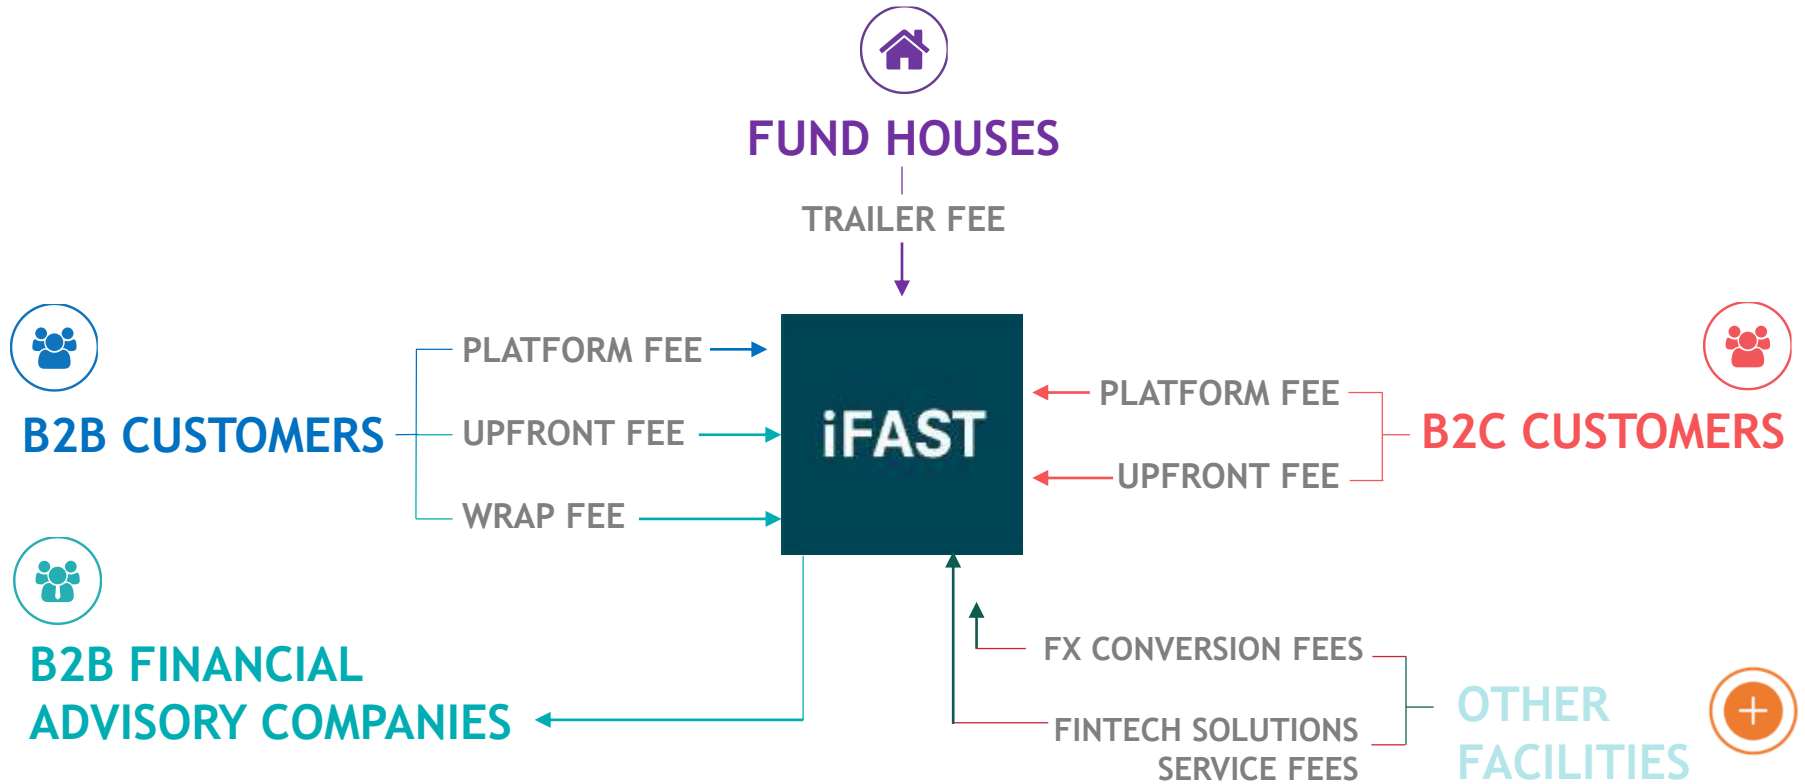 FUND HOUSES
TRAILER FEE
B2B CUSTOMERS
PLATFORM FEE
UPFRONT FEE
WRAP FEE
iFAST
PLATFORM FEE
UPFRONT FEE
B2C CUSTOMERS
B2B FINANCIAL
ADVISORY COMPANIES
FX CONVERSION FEES
FINTECH SOLUTIONS
SERVICE FEES
OTHER
FACILITIES